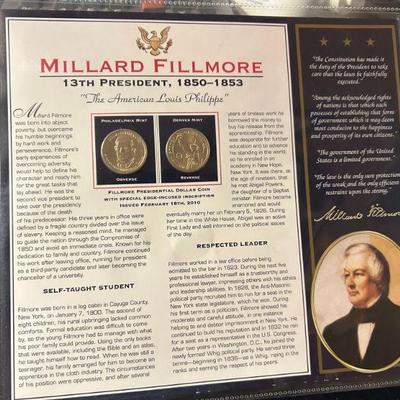 MILLARD FILLMORE
13TH PRESIDENT, 1850–1853
"The American Louis Philippe"
Millard Fillmore
was born into abject
poverty, but overcame
his humble beginnings
by hard work and
perseverance. Fillmore's
early experiences of
overcoming adversity
would help to define his
character and ready him
for the great tasks that
lay ahead. He was the
second vice president to
take over the presidency
because of the death
of his predecessor. His three years in office were
defined by a fragile country divided over the issue
of slavery. Keeping a reasoned mind, he managed
to guide the nation through the Compromise of
1850 and avoid immediate crises. Known for his
dedication to family and country, Fillmore continued
his work after leaving office, running for president
as a third-party candidate and later becoming the
chancellor of a university.
SELF-TAUGHT STUDENT
Fillmore was born in a log cabin in Cayuga County,
New York, on January 7, 1800. The second of
eight children, his name upbringing lacked common
comforts. Formal education was difficult to come
by, so the young Fillmore had to manage with what
his poor family could provide. Using the only books
that were available, including the Bible and an atlas,
he taught himself how to read. When he was still a
teenager, his family arranged for him to become an
apprentice in the cloth industry. The circumstances
of his position were oppressive, and after several
PHILADELPHIA MINT
OBVERSE
DENVER MINT
OBVERSE
FILLMORE PRESIDENTIAL DOLLAR COIN
WITH SPECIAL EDGE-INCUSED INSCRIPTION
ISSUED FEBRUARY 18TH, 2010
years of tireless work he
borrowed the money to
buy his release from the
apprenticeship. Fillmore
was desperate for further
education and to advance
his standing in the world,
so he enrolled in an
academy in New Hope,
N.Y. It was there, at
the age of nineteen, that
he met Abigail Powers,
the daughter of a Baptist
minister. Fillmore became
enamored and would
eventually marry her on February 5, 1826. During
her time in the White House, Abigail was an active
First Lady and well informed on the political issues
of the day.
RESPECTED LEADER
Fillmore worked in a law office before being
admitted to the bar in 1823. During the next five
years he established himself as a trustworthy and
professional lawyer, impressing others with his ethics
and leadership abilities. In 1828, the Anti-Masonic
political party recruited him to run for a seat in the
New York state legislature, which was won. During
his first term as a politician, Fillmore showed a
moderate and careful attitude, in one instance
helping to end debtor imprisonment in New York. He
continued to build his reputation and in 1832 he ran
for a seat as a representative to the U.S. Congress.
After two years in Washington, D.C., he joined the
newly formed Whig political party. He served three
terms—beginning in 1836—as a Whig, rising in the
ranks and earning the respect of his peers.
"The Constitution has made it
the duty of the President to take
care that the laws be faithfully
executed."
"Among the acknowledged rights
of nations is that which each
possesses of establishing that form
of government which it may deem
most conducive to the happiness
and prosperity of its own citizens."
"The government of the United
States is a limited government."
"The law is the only sure protection
of the weak and the only efficient
restraint upon the strong."
Millard Fillmore